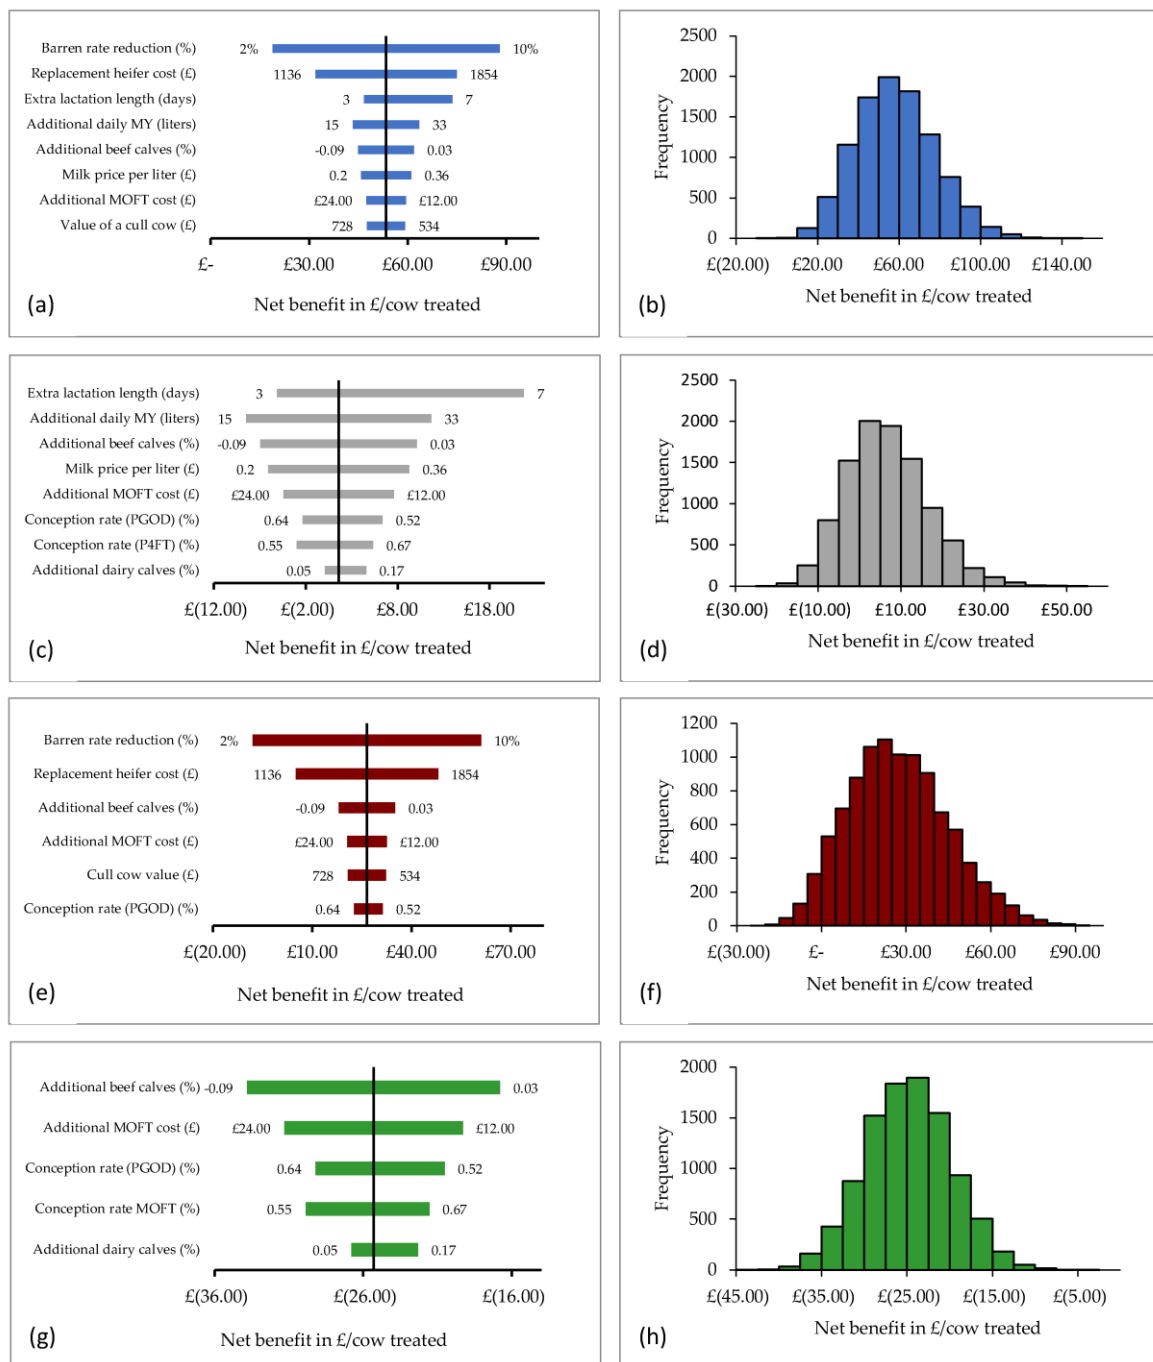 Barren rate reduction (%) 2% 10%
Replacement heifer cost (£) 1136 1854
Extra lactation length (days) 3 7
Additional daily MY (liters) 15 33
Additional beef calves (%) -0.09 0.03
Milk price per liter (£) 0.2 0.36
Additional MOFT cost (£) £24.00 £12.00
Value of a cull cow (£) 728 534
£- £30.00 £60.00 £90.00
(a) Net benefit in £/cow treated
2500
2000
1500
1000
500
0
Frequency
£(20.00) £20.00 £60.00 £100.00 £140.00
Net benefit in £/cow treated
(b)
Extra lactation length (days) 3 7
Additional daily MY (liters) 15 33
Additional beef calves (%) -0.09 0.03
Milk price per liter (£) 0.2 0.36
Additional MOFT cost (£) £24.00 £12.00
Conception rate (PGOD) (%) 0.64 0.52
Conception rate (P4FT) (%) 0.55 0.67
Additional dairy calves (%) 0.05 0.17
£(12.00) £(2.00) £8.00 £18.00
(c) Net benefit in £/cow treated
2500
2000
1500
1000
500
0
Frequency
£(30.00) £(10.00) £10.00 £30.00 £50.00
Net benefit in £/cow treated
(d)
Barren rate reduction (%) 2% 10%
Replacement heifer cost (£) 1136 1854
Additional beef calves (%) -0.09 0.03
Additional MOFT cost (£) £24.00 £12.00
Cull cow value (£) 728 534
Conception rate (PGOD) (%) 0.64 0.52
£(20.00) £10.00 £40.00 £70.00
(e) Net benefit in £/cow treated
1200
1000
800
600
400
200
0
Frequency
£(30.00) £- £30.00 £60.00 £90.00
Net benefit in £/cow treated
(f)
Additional beef calves (%) -0.09 0.03
Additional MOFT cost (£) £24.00 £12.00
Conception rate (PGOD) (%) 0.64 0.52
Conception rate MOFT (%) 0.55 0.67
Additional dairy calves (%) 0.05 0.17
£(36.00) £(26.00) £(16.00)
(g) Net benefit in £/cow treated
2000
1500
1000
500
0
Frequency
£(45.00) £(35.00) £(25.00) £(15.00) £(5.00)
Net benefit in £/cow treated
(h)